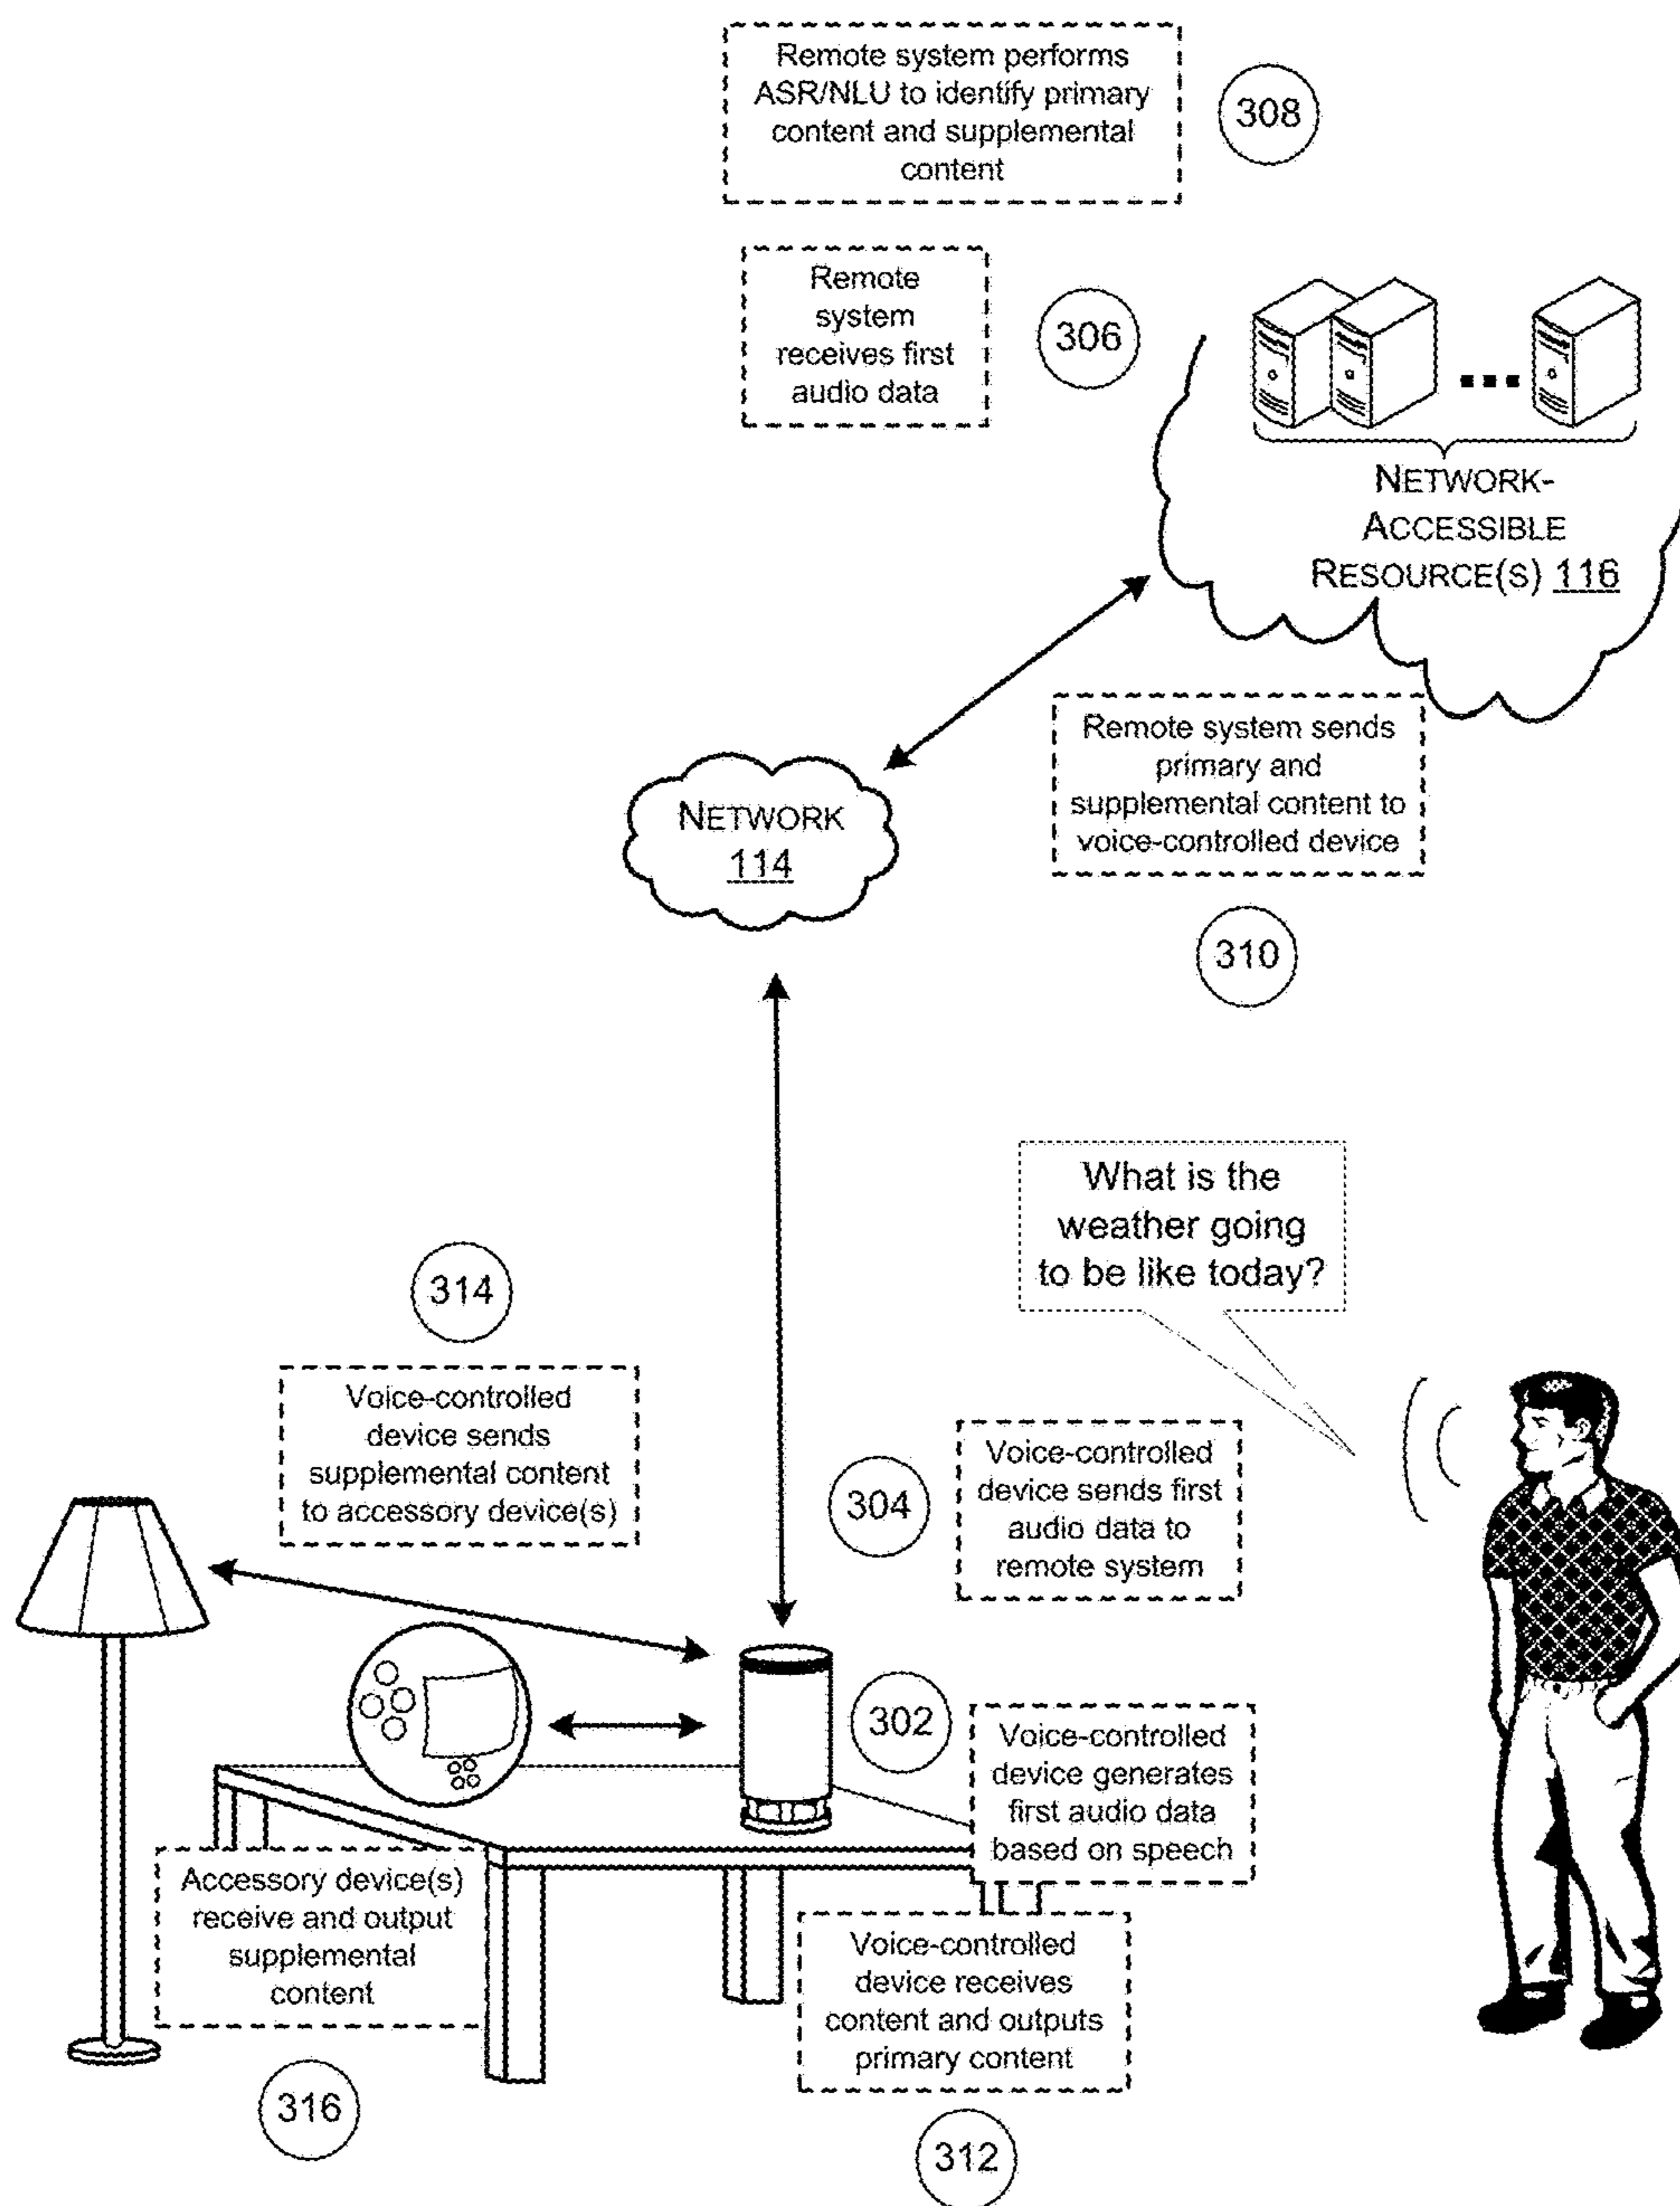 Remote system performs
ASR/NLU to identify primary
content and supplemental
content
308
Remote
system
receives first
audio data
306
NETWORK-
ACCESSIBLE
RESOURCE(S) 116
Remote system sends
primary and
supplemental content to
voice-controlled device
310
NETWORK
114
What is the
weather going
to be like today?
314
Voice-controlled
device sends
supplemental content
to accessory device(s)
304
Voice-controlled
device sends first
audio data to
remote system
302
Voice-controlled
device generates
first audio data
based on speech
Accessory device(s)
receive and output
supplemental
content
316
Voice-controlled
device receives
content and outputs
primary content
312